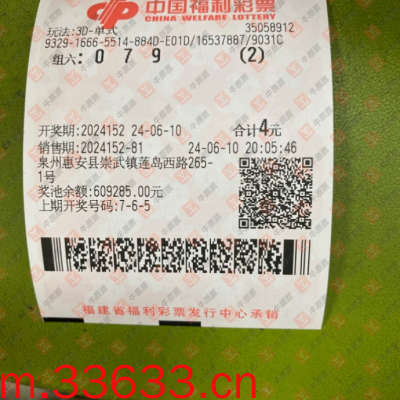 中国福利彩票
CHINA WELFARE LOTTERY
玩法:3D-单式
35058912
9329-1666-5514-884D-E01D/16537887/9031C
组六: 0 7 9 (2)
开奖期:2024152 24-06-10 合计4元
销售期:2024152-81 24-06-10 20:05:46
泉州惠安县崇武镇莲岛西路265-
1号
奖池余额:609285.00元
上期开奖号码:7-6-5
福建省福利彩票发行中心承销
m.33633.cn